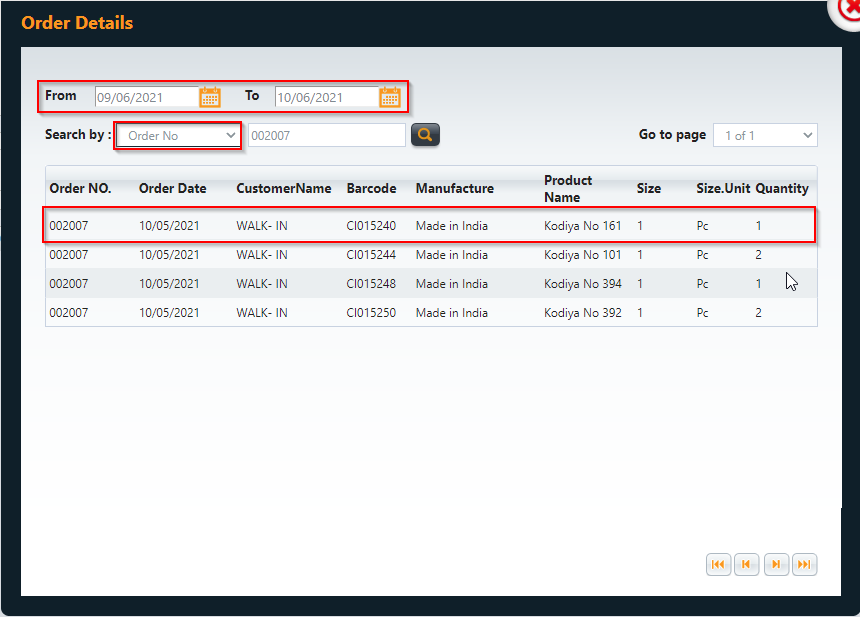 Order Details
From 09/06/2021 To 10/06/2021
Search by : Order No 002007 Go to page 1 of 1
Order NO. Order Date CustomerName Barcode Manufacture Product Name Size Size.Unit Quantity
002007 10/05/2021 WALK- IN CI015240 Made in India Kodiya No 161 1 Pc 1
002007 10/05/2021 WALK- IN CI015244 Made in India Kodiya No 101 1 Pc 2
002007 10/05/2021 WALK- IN CI015248 Made in India Kodiya No 394 1 Pc 1
002007 10/05/2021 WALK- IN CI015250 Made in India Kodiya No 392 1 Pc 2